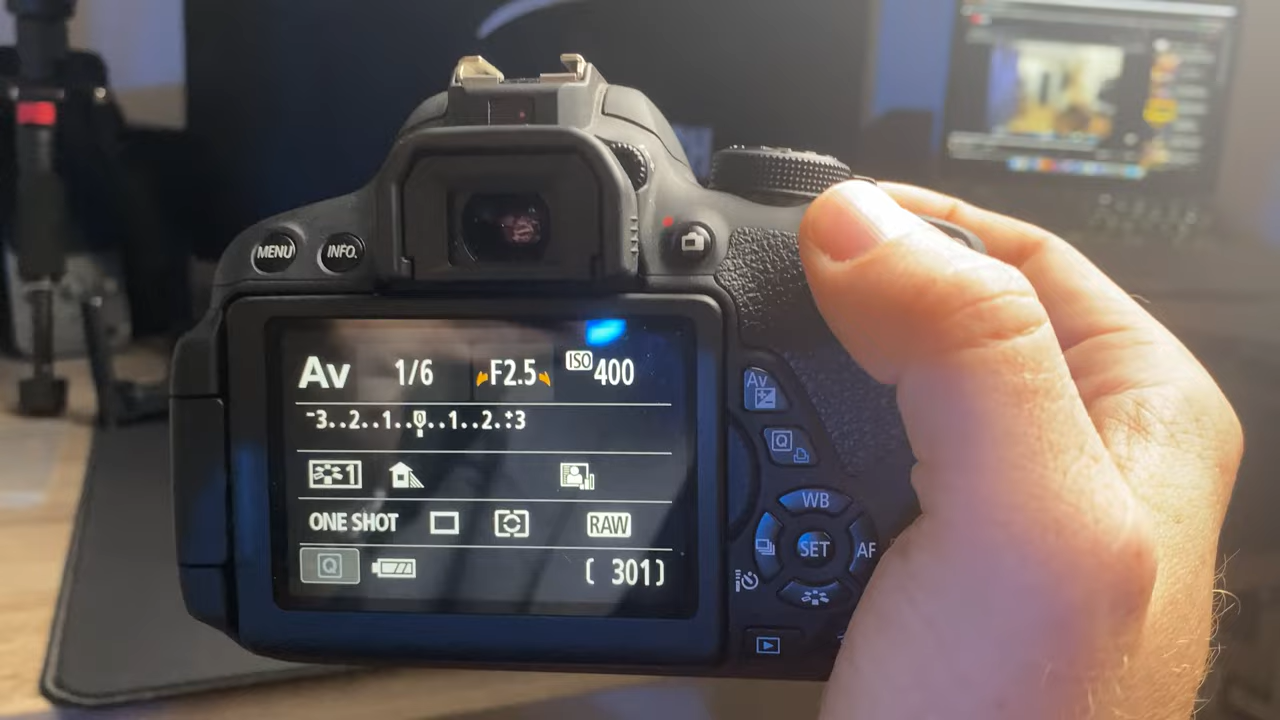 MENU INFO.
Av 1/6 F2.5 ISO 400
-3..2..1..0..1..2.:+3
1
ONE SHOT RAW
Q [ 301]
Av
Q
WB
SET AF